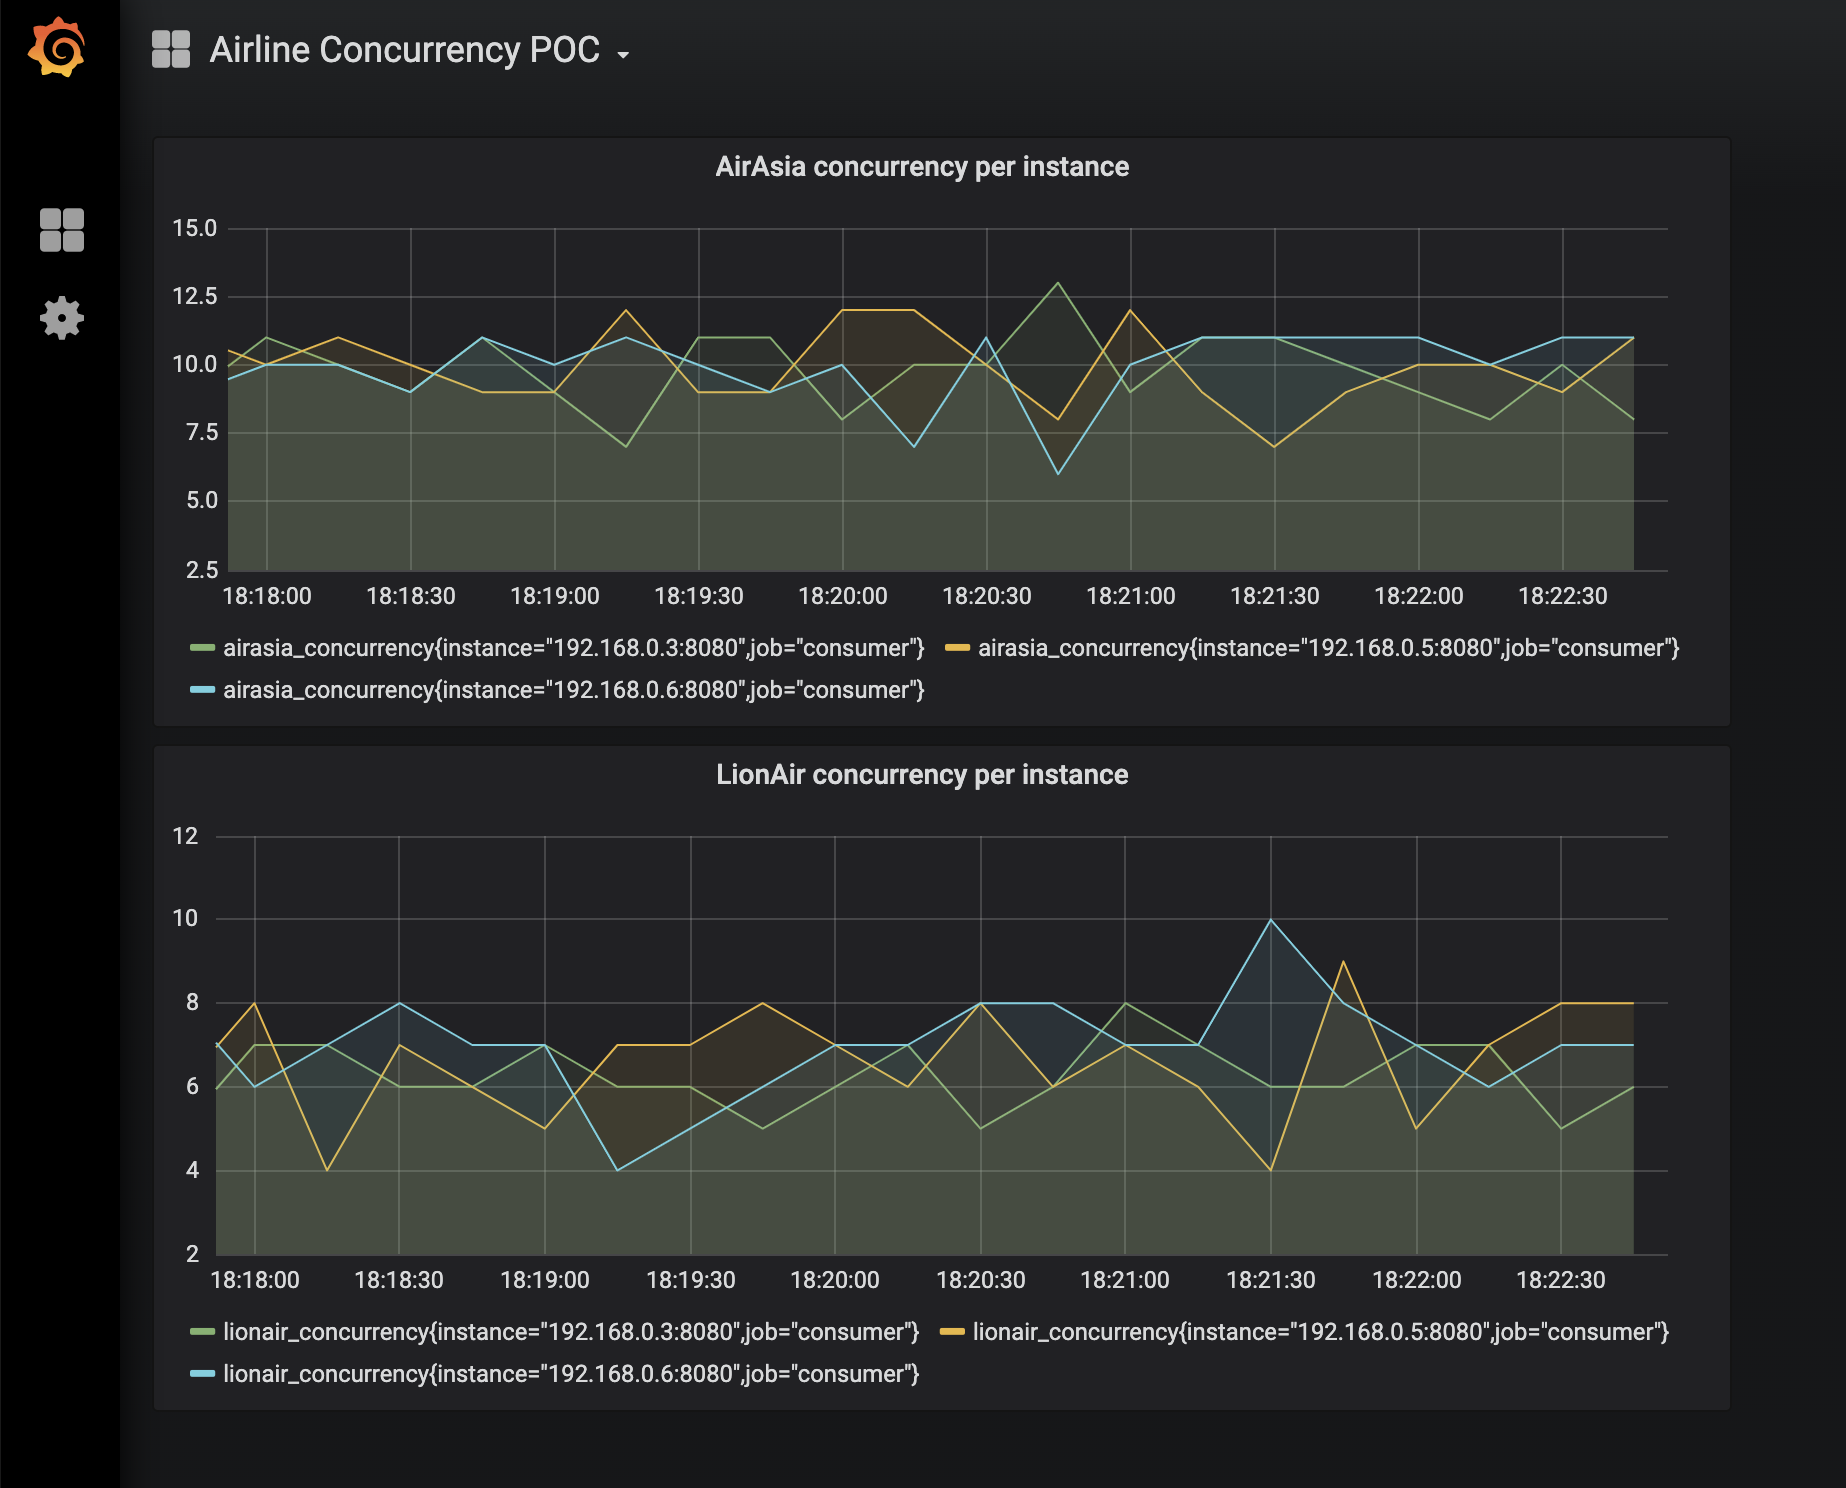 Airline Concurrency POC
AirAsia concurrency per instance
15.0
12.5
10.0
7.5
5.0
2.5
18:18:00 18:18:30 18:19:00 18:19:30 18:20:00 18:20:30 18:21:00 18:21:30 18:22:00 18:22:30
airasia_concurrency{instance="192.168.0.3:8080",job="consumer"} airasia_concurrency{instance="192.168.0.5:8080",job="consumer"}
airasia_concurrency{instance="192.168.0.6:8080",job="consumer"}
LionAir concurrency per instance
12
10
8
6
4
2
18:18:00 18:18:30 18:19:00 18:19:30 18:20:00 18:20:30 18:21:00 18:21:30 18:22:00 18:22:30
lionair_concurrency{instance="192.168.0.3:8080",job="consumer"} lionair_concurrency{instance="192.168.0.5:8080",job="consumer"}
lionair_concurrency{instance="192.168.0.6:8080",job="consumer"}